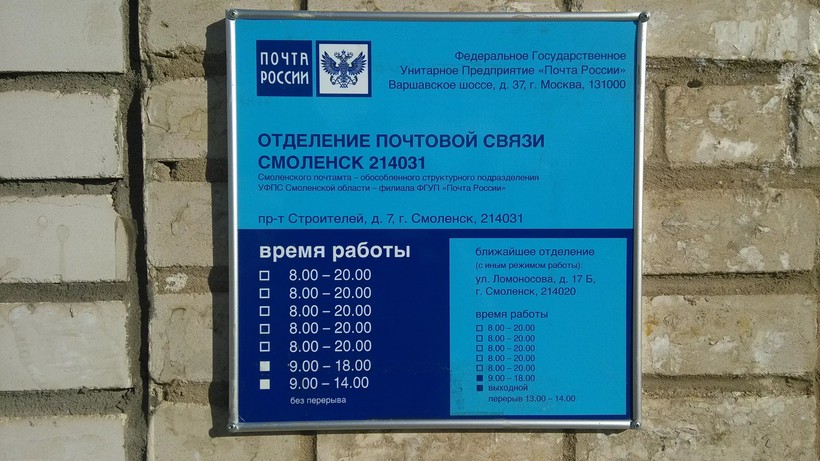 ПОЧТА
РОССИИ
Федеральное Государственное
Унитарное Предприятие «Почта России»
Варшавское шоссе, д. 37, г. Москва, 131000
ОТДЕЛЕНИЕ ПОЧТОВОЙ СВЯЗИ
СМОЛЕНСК 214031
Смоленского почтамта – обособленного структурного подразделения
УФПС Смоленской области – филиала ФГУП «Почта России»
пр-т Строителей, д. 7, г. Смоленск, 214031
время работы
8.00 – 20.00
8.00 – 20.00
8.00 – 20.00
8.00 – 20.00
8.00 – 20.00
9.00 – 18.00
9.00 – 14.00
без перерыва
ближайшее отделение
(с иным режимом работы):
ул. Ломоносова, д. 17 Б,
г. Смоленск, 214020
время работы
8.00 – 20.00
8.00 – 20.00
8.00 – 20.00
8.00 – 20.00
8.00 – 20.00
9.00 – 18.00
выходной
перерыв 13.00 – 14.00